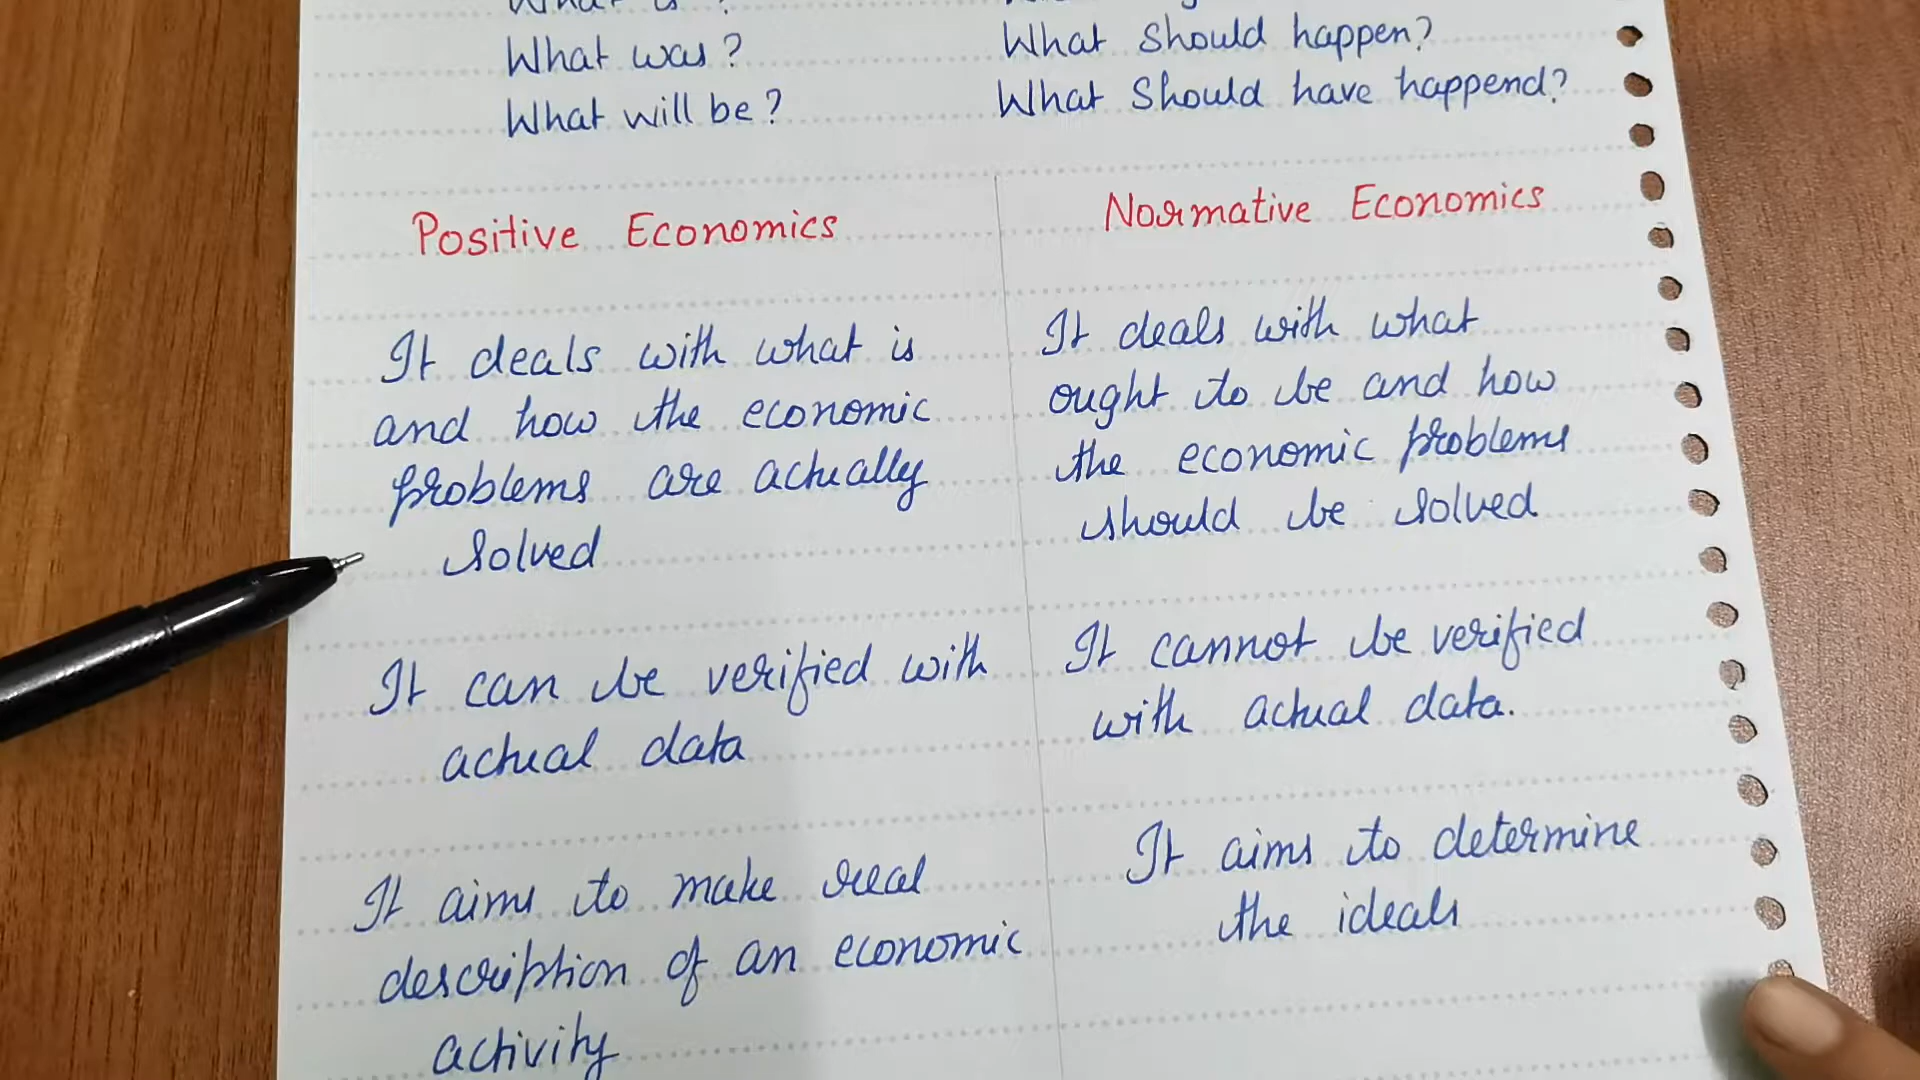 What is ?
What was ?
What will be ?
What should happen?
What Should have happend?
Positive Economics
It deals with what is
and how the economic
problems are actually
solved
It can be verified with
actual data
It aims to make real
description of an economic
activity
Normative Economics
It deals with what
ought to be and how
the economic problems
should be solved
It cannot be verified
with actual data.
It aims to determine
the ideals